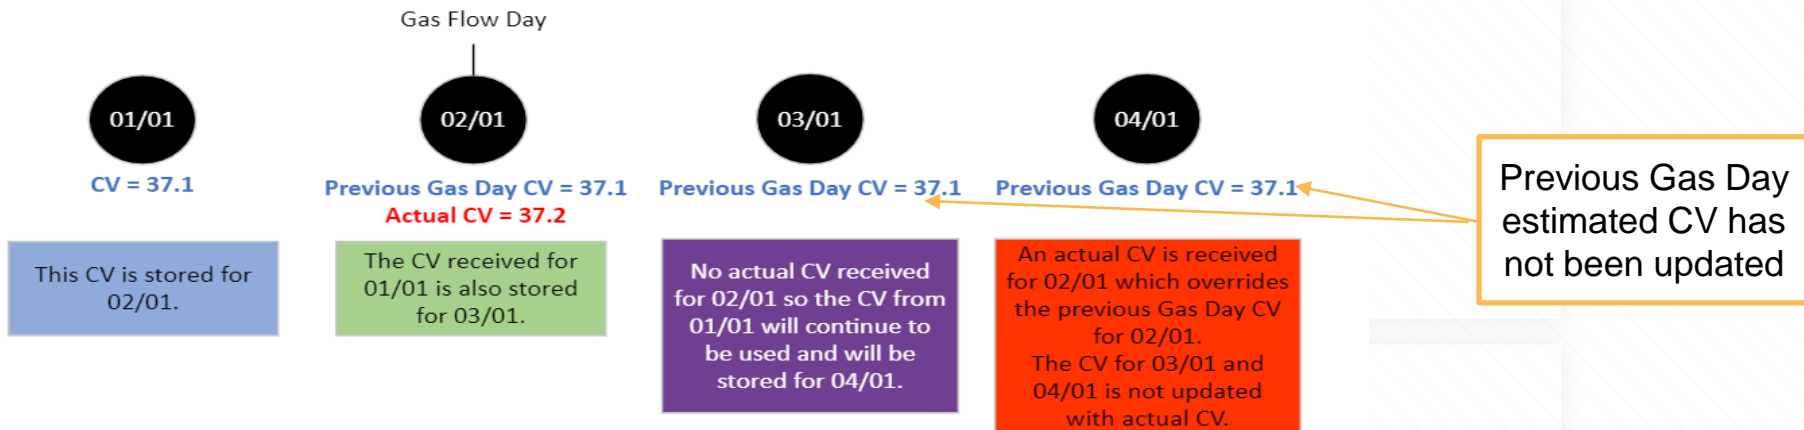 Gas Flow Day
01/01
02/01
03/01
04/01
CV = 37.1
Previous Gas Day CV = 37.1
Actual CV = 37.2
Previous Gas Day CV = 37.1
Previous Gas Day CV = 37.1
This CV is stored for
02/01.
The CV received for
01/01 is also stored
for 03/01.
No actual CV received
for 02/01 so the CV from
01/01 will continue to
be used and will be
stored for 04/01.
An actual CV is received
for 02/01 which overrides
the previous Gas Day CV
for 02/01.
The CV for 03/01 and
04/01 is not updated
with actual CV.
Previous Gas Day
estimated CV has
not been updated